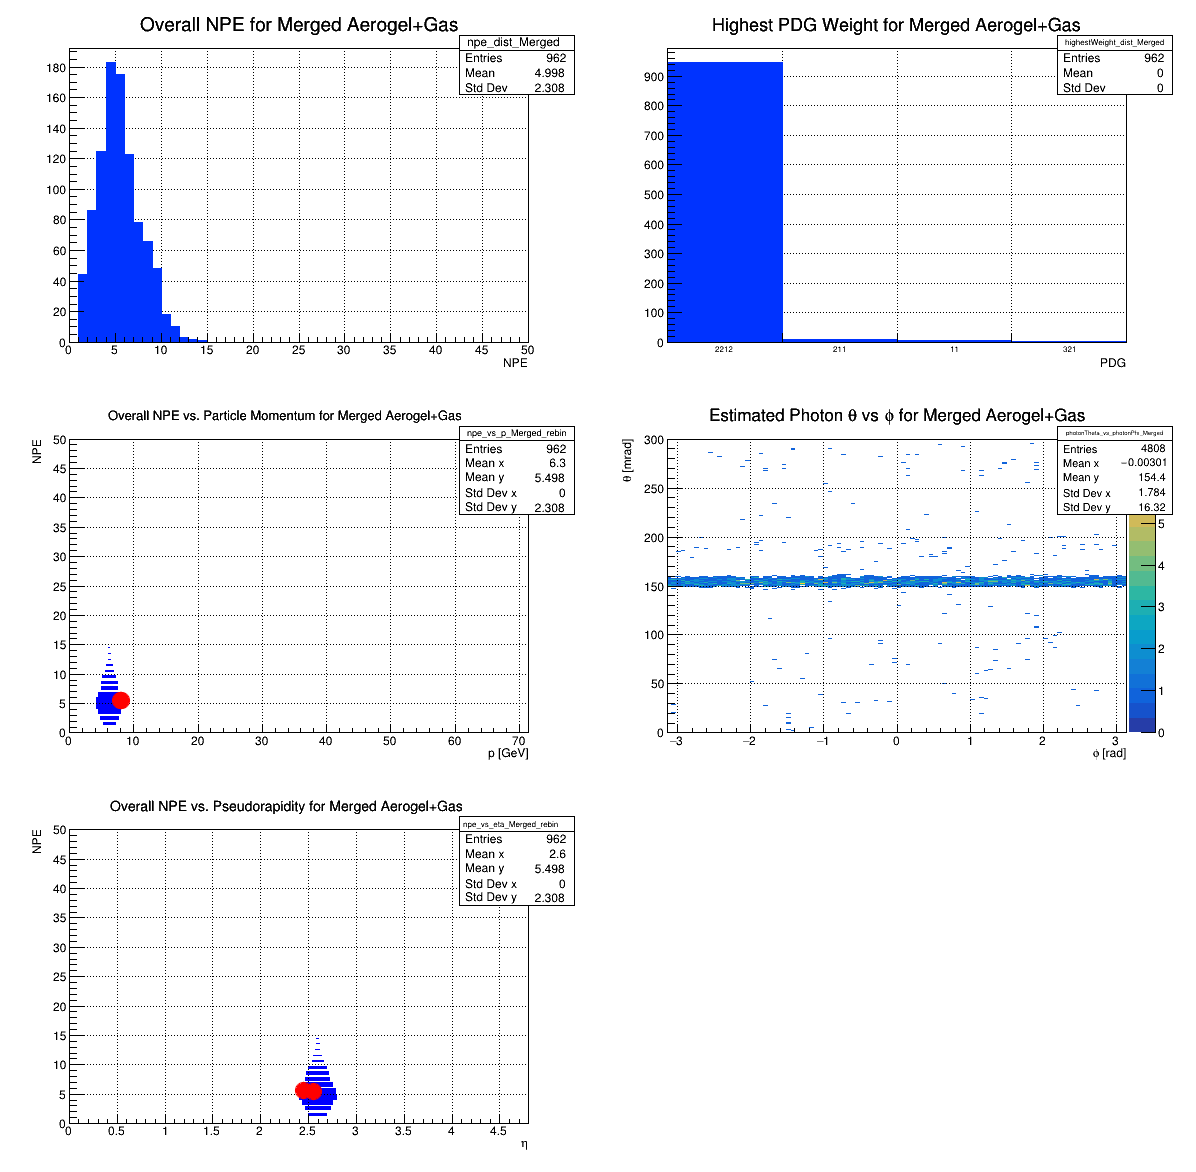 Overall NPE for Merged Aerogel+Gas
npe_dist_Merged
Entries 962
Mean 4.998
Std Dev 2.308
180
160
140
120
100
80
60
40
20
0
0 5 10 15 20 25 30 35 40 45 50
NPE
Highest PDG Weight for Merged Aerogel+Gas
highestWeight_dist_Merged
Entries 962
Mean 0
Std Dev 0
900
800
700
600
500
400
300
200
100
0
2212 211 11 321
PDG
Overall NPE vs. Particle Momentum for Merged Aerogel+Gas
npe_vs_p_Merged_rebin
Entries 962
Mean x 6.3
Mean y 5.498
Std Dev x 0
Std Dev y 2.308
NPE
50
45
40
35
30
25
20
15
10
5
0
0 10 20 30 40 50 60 70
p [GeV]
Estimated Photon θ vs ϕ for Merged Aerogel+Gas
Entries 4808
Mean x −0.00301
Mean y 154.4
Std Dev x 1.784
Std Dev y 16.32
θ [mrad]
300
250
200
150
100
50
0
−3 −2 −1 0 1 2 3
ϕ [rad]
5
4
3
2
1
0
Overall NPE vs. Pseudorapidity for Merged Aerogel+Gas
npe_vs_eta_Merged_rebin
Entries 962
Mean x 2.6
Mean y 5.498
Std Dev x 0
Std Dev y 2.308
NPE
50
45
40
35
30
25
20
15
10
5
0
0 0.5 1 1.5 2 2.5 3 3.5 4 4.5
η